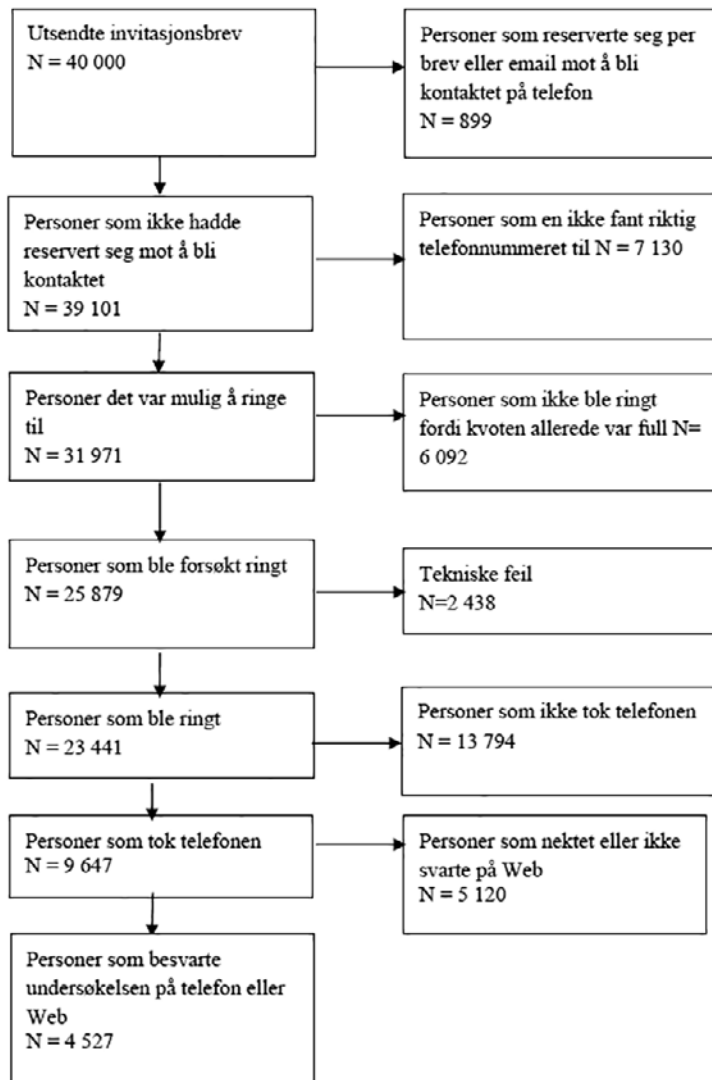 Utsendte invitasjonsbrev
N = 40 000
Personer som reserverte seg per
brev eller email mot å bli
kontaktet på telefon
N = 899
Personer som ikke hadde
reservert seg mot å bli
kontaktet
N = 39 101
Personer som en ikke fant riktig
telefonnummeret til N = 7 130
Personer det var mulig å ringe
til
N = 31 971
Personer som ikke ble ringt
fordi kvoten allerede var full N=
6 092
Personer som ble forsøkt ringt
N = 25 879
Tekniske feil
N=2 438
Personer som ble ringt
N = 23 441
Personer som ikke tok telefonen
N = 13 794
Personer som tok telefonen
N = 9 647
Personer som nektet eller ikke
svarte på Web
N = 5 120
Personer som besvarte
undersøkelsen på telefon eller
Web
N = 4 527